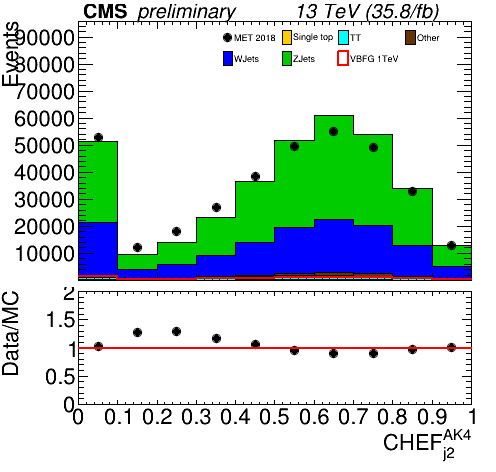 CMS preliminary 13 TeV (35.8/fb)
Events
90000
80000
70000
60000
50000
40000
30000
20000
10000
MET 2018 Single top TT Other
WJets ZJets VBFG 1TeV
Data/MC
2
1.5
1
0.5
0
0 0.1 0.2 0.3 0.4 0.5 0.6 0.7 0.8 0.9 1
CHEF AK4 j2